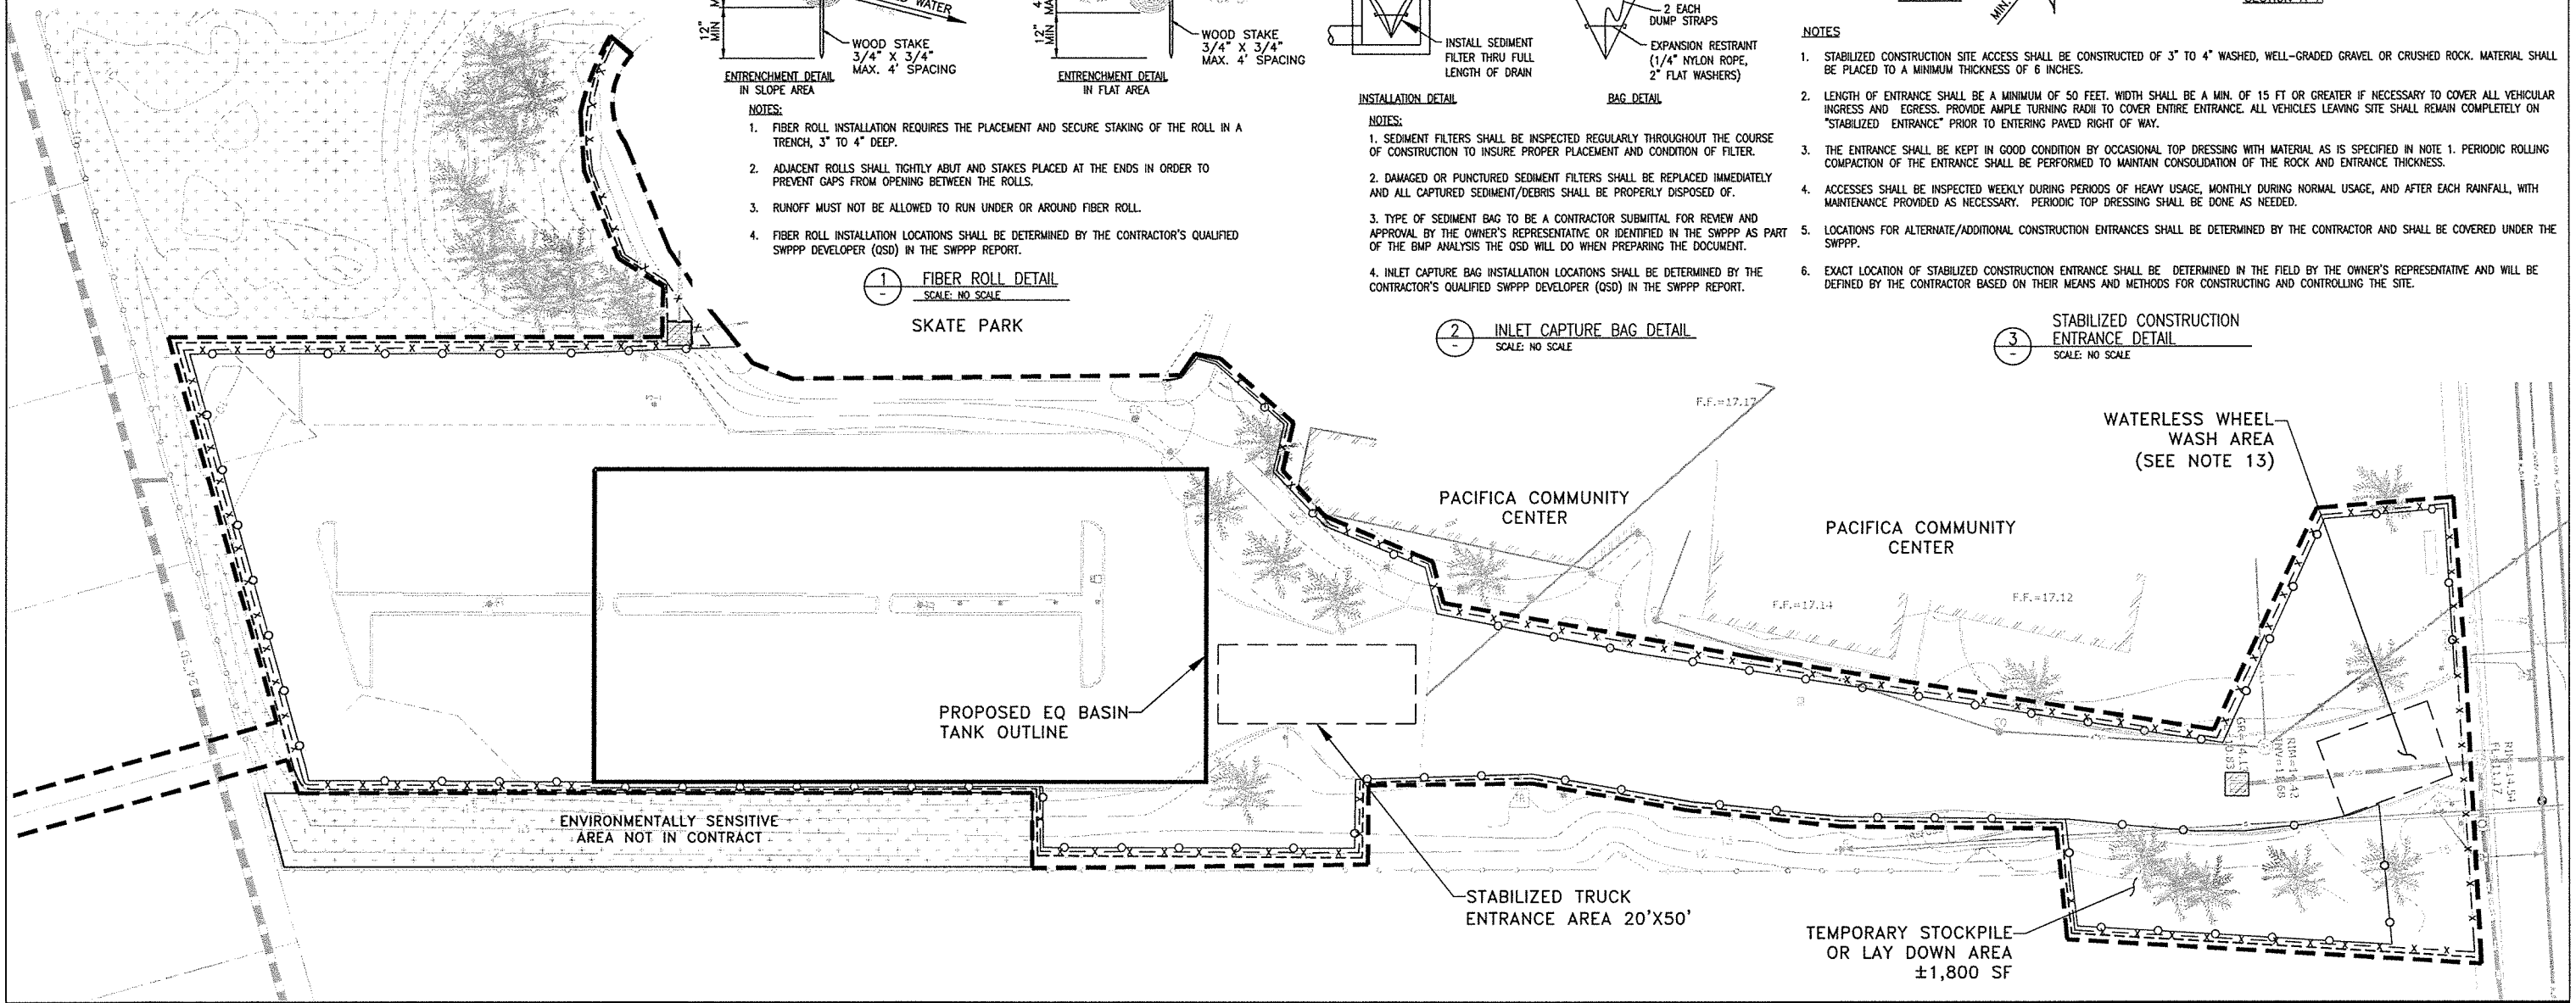 12"
MIN
WATER
WOOD STAKE
3/4" X 3/4"
MAX. 4' SPACING
ENTRENCHMENT DETAIL
IN SLOPE AREA
12"
MIN
WOOD STAKE
3/4" X 3/4"
MAX. 4' SPACING
ENTRENCHMENT DETAIL
IN FLAT AREA
NOTES:
1. FIBER ROLL INSTALLATION REQUIRES THE PLACEMENT AND SECURE STAKING OF THE ROLL IN A
TRENCH, 3" TO 4" DEEP.
2. ADJACENT ROLLS SHALL TIGHTLY ABUT AND STAKES PLACED AT THE ENDS IN ORDER TO
PREVENT GAPS FROM OPENING BETWEEN THE ROLLS.
3. RUNOFF MUST NOT BE ALLOWED TO RUN UNDER OR AROUND FIBER ROLL.
4. FIBER ROLL INSTALLATION LOCATIONS SHALL BE DETERMINED BY THE CONTRACTOR'S QUALIFIED
SWPPP DEVELOPER (QSD) IN THE SWPPP REPORT.
1
-
FIBER ROLL DETAIL
SCALE: NO SCALE
INSTALL SEDIMENT
FILTER THRU FULL
LENGTH OF DRAIN
INSTALLATION DETAIL
2 EACH
DUMP STRAPS
EXPANSION RESTRAINT
(1/4" NYLON ROPE,
2" FLAT WASHERS)
BAG DETAIL
NOTES:
1. SEDIMENT FILTERS SHALL BE INSPECTED REGULARLY THROUGHOUT THE COURSE
OF CONSTRUCTION TO INSURE PROPER PLACEMENT AND CONDITION OF FILTER.
2. DAMAGED OR PUNCTURED SEDIMENT FILTERS SHALL BE REPLACED IMMEDIATELY
AND ALL CAPTURED SEDIMENT/DEBRIS SHALL BE PROPERLY DISPOSED OF.
3. TYPE OF SEDIMENT BAG TO BE A CONTRACTOR SUBMITTAL FOR REVIEW AND
APPROVAL BY THE OWNER'S REPRESENTATIVE OR IDENTIFIED IN THE SWPPP AS PART
OF THE BMP ANALYSIS THE QSD WILL DO WHEN PREPARING THE DOCUMENT.
4. INLET CAPTURE BAG INSTALLATION LOCATIONS SHALL BE DETERMINED BY THE
CONTRACTOR'S QUALIFIED SWPPP DEVELOPER (QSD) IN THE SWPPP REPORT.
2
-
INLET CAPTURE BAG DETAIL
SCALE: NO SCALE
MIN.
NOTES
1. STABILIZED CONSTRUCTION SITE ACCESS SHALL BE CONSTRUCTED OF 3" TO 4" WASHED, WELL-GRADED GRAVEL OR CRUSHED ROCK. MATERIAL SHALL
BE PLACED TO A MINIMUM THICKNESS OF 6 INCHES.
2. LENGTH OF ENTRANCE SHALL BE A MINIMUM OF 50 FEET. WIDTH SHALL BE A MIN. OF 15 FT OR GREATER IF NECESSARY TO COVER ALL VEHICULAR
INGRESS AND EGRESS. PROVIDE AMPLE TURNING RADII TO COVER ENTIRE ENTRANCE. ALL VEHICLES LEAVING SITE SHALL REMAIN COMPLETELY ON
"STABILIZED ENTRANCE" PRIOR TO ENTERING PAVED RIGHT OF WAY.
3. THE ENTRANCE SHALL BE KEPT IN GOOD CONDITION BY OCCASIONAL TOP DRESSING WITH MATERIAL AS IS SPECIFIED IN NOTE 1. PERIODIC ROLLING
COMPACTION OF THE ENTRANCE SHALL BE PERFORMED TO MAINTAIN CONSOLIDATION OF THE ROCK AND ENTRANCE THICKNESS.
4. ACCESSES SHALL BE INSPECTED WEEKLY DURING PERIODS OF HEAVY USAGE, MONTHLY DURING NORMAL USAGE, AND AFTER EACH RAINFALL, WITH
MAINTENANCE PROVIDED AS NECESSARY. PERIODIC TOP DRESSING SHALL BE DONE AS NEEDED.
5. LOCATIONS FOR ALTERNATE/ADDITIONAL CONSTRUCTION ENTRANCES SHALL BE DETERMINED BY THE CONTRACTOR AND SHALL BE COVERED UNDER THE
SWPPP.
6. EXACT LOCATION OF STABILIZED CONSTRUCTION ENTRANCE SHALL BE DETERMINED IN THE FIELD BY THE OWNER'S REPRESENTATIVE AND WILL BE
DEFINED BY THE CONTRACTOR BASED ON THEIR MEANS AND METHODS FOR CONSTRUCTING AND CONTROLLING THE SITE.
3
-
STABILIZED CONSTRUCTION
ENTRANCE DETAIL
SCALE: NO SCALE
SKATE PARK
F.F.=17.17
WATERLESS WHEEL
WASH AREA
(SEE NOTE 13)
PACIFICA COMMUNITY
CENTER
PACIFICA COMMUNITY
CENTER
F.F.=17.14
F.F.=17.12
PROPOSED EQ BASIN
TANK OUTLINE
ENVIRONMENTALLY SENSITIVE
AREA NOT IN CONTRACT
STABILIZED TRUCK
ENTRANCE AREA 20'X50'
TEMPORARY STOCKPILE
OR LAY DOWN AREA
±1,800 SF